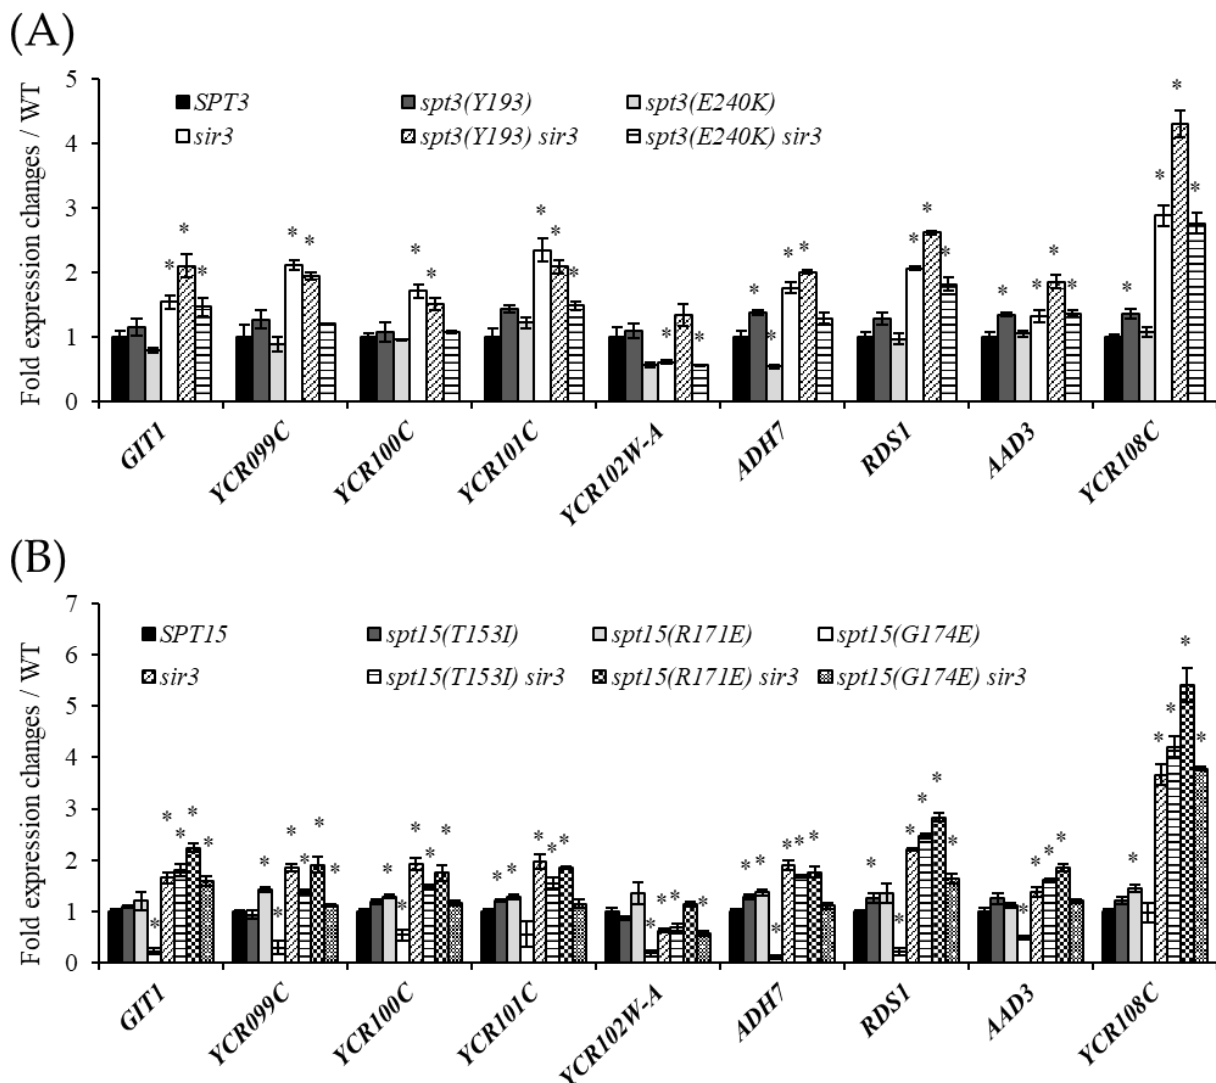 (A)
Fold expression changes / WT
5
4
3
2
1
0
SPT3 spt3(Y193) spt3(E240K)
sir3 spt3(Y193) sir3 spt3(E240K) sir3
* * * * * * * * * * * * * * * * * * * * * * * * * * * *
GIT1 YCR099C YCR100C YCR101C YCR102W-A ADH7 RDS1 AAD3 YCR108C
(B)
Fold expression changes / WT
7
6
5
4
3
2
1
0
SPT15 spt15(T153I) spt15(R171E) spt15(G174E)
sir3 spt15(T153I) sir3 spt15(R171E) sir3 spt15(G174E) sir3
* * * * * * * * * * * * * * * * * * * * * * * * * * * * * * * * * * * * * * * * * * * * *
GIT1 YCR099C YCR100C YCR101C YCR102W-A ADH7 RDS1 AAD3 YCR108C